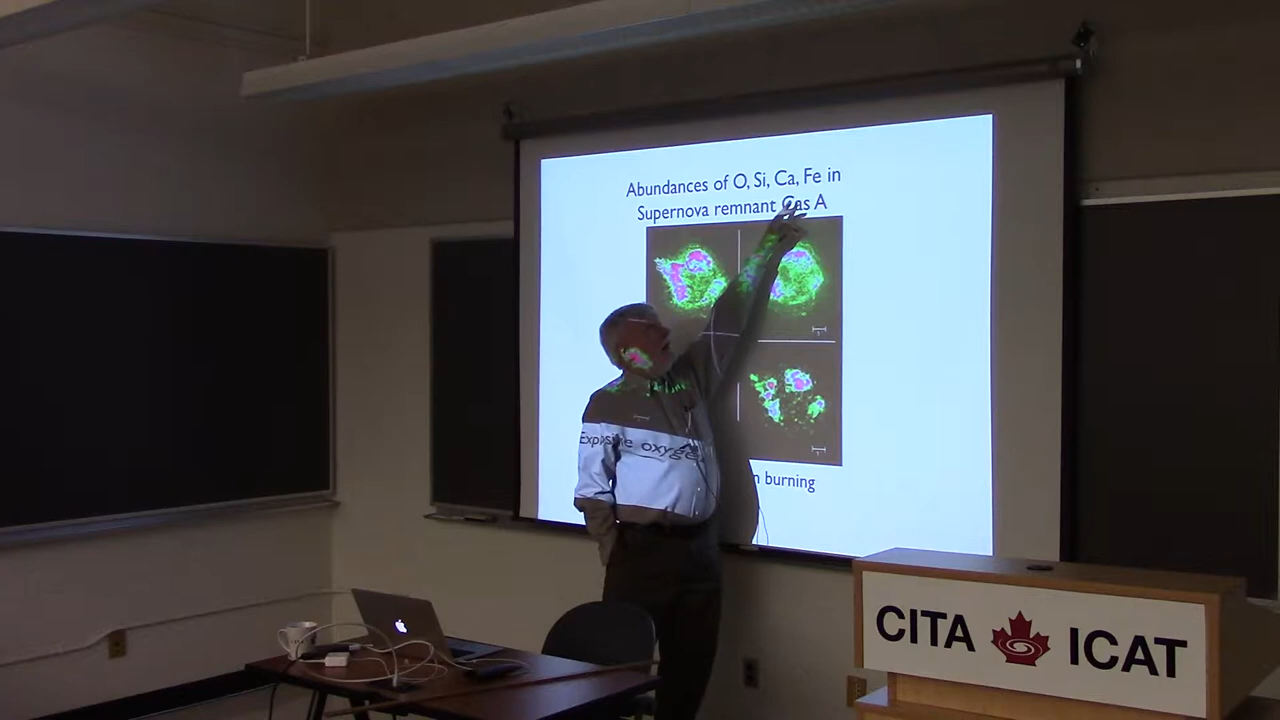 Abundances of O, Si, Ca, Fe in
Supernova remnant Cas A
Explosive oxygen burning
CITA ICAT